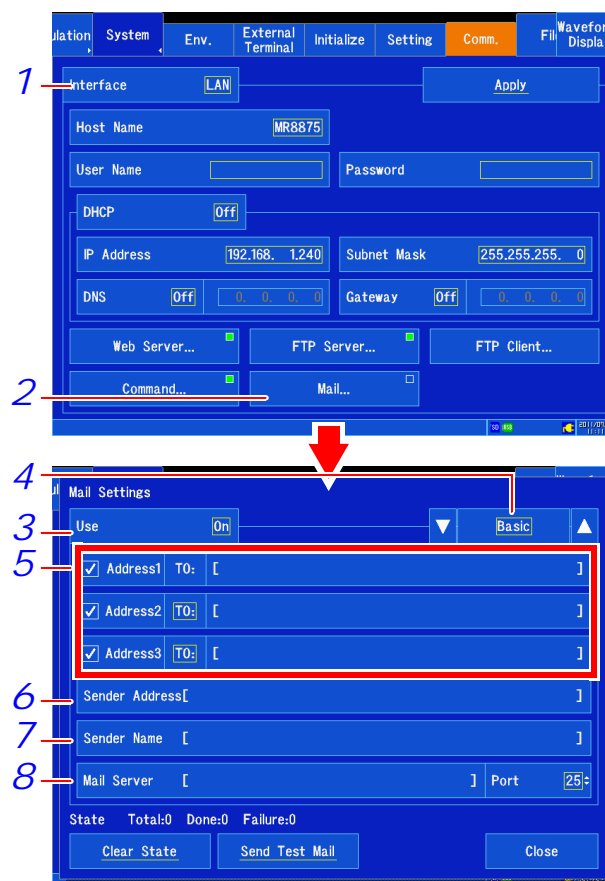 ulation System Env. External Terminal Initialize Setting Comm. Fil Wavefor Displa
1 Interface LAN Apply
Host Name MR8875
User Name Password
DHCP Off
IP Address 192.168. 1.240 Subnet Mask 255.255.255. 0
DNS Off 0. 0. 0. 0 Gateway Off 0. 0. 0. 0
Web Server... FTP Server... FTP Client...
2 Command... Mail...
SD USB
4 Mail Settings
3 Use On ▼ Basic ▲
5 Address1 TO: [ ]
Address2 TO: [ ]
Address3 TO: [ ]
6 Sender Address[ ]
7 Sender Name [ ]
8 Mail Server [ ] Port 25
State Total:0 Done:0 Failure:0
Clear State Send Test Mail Close